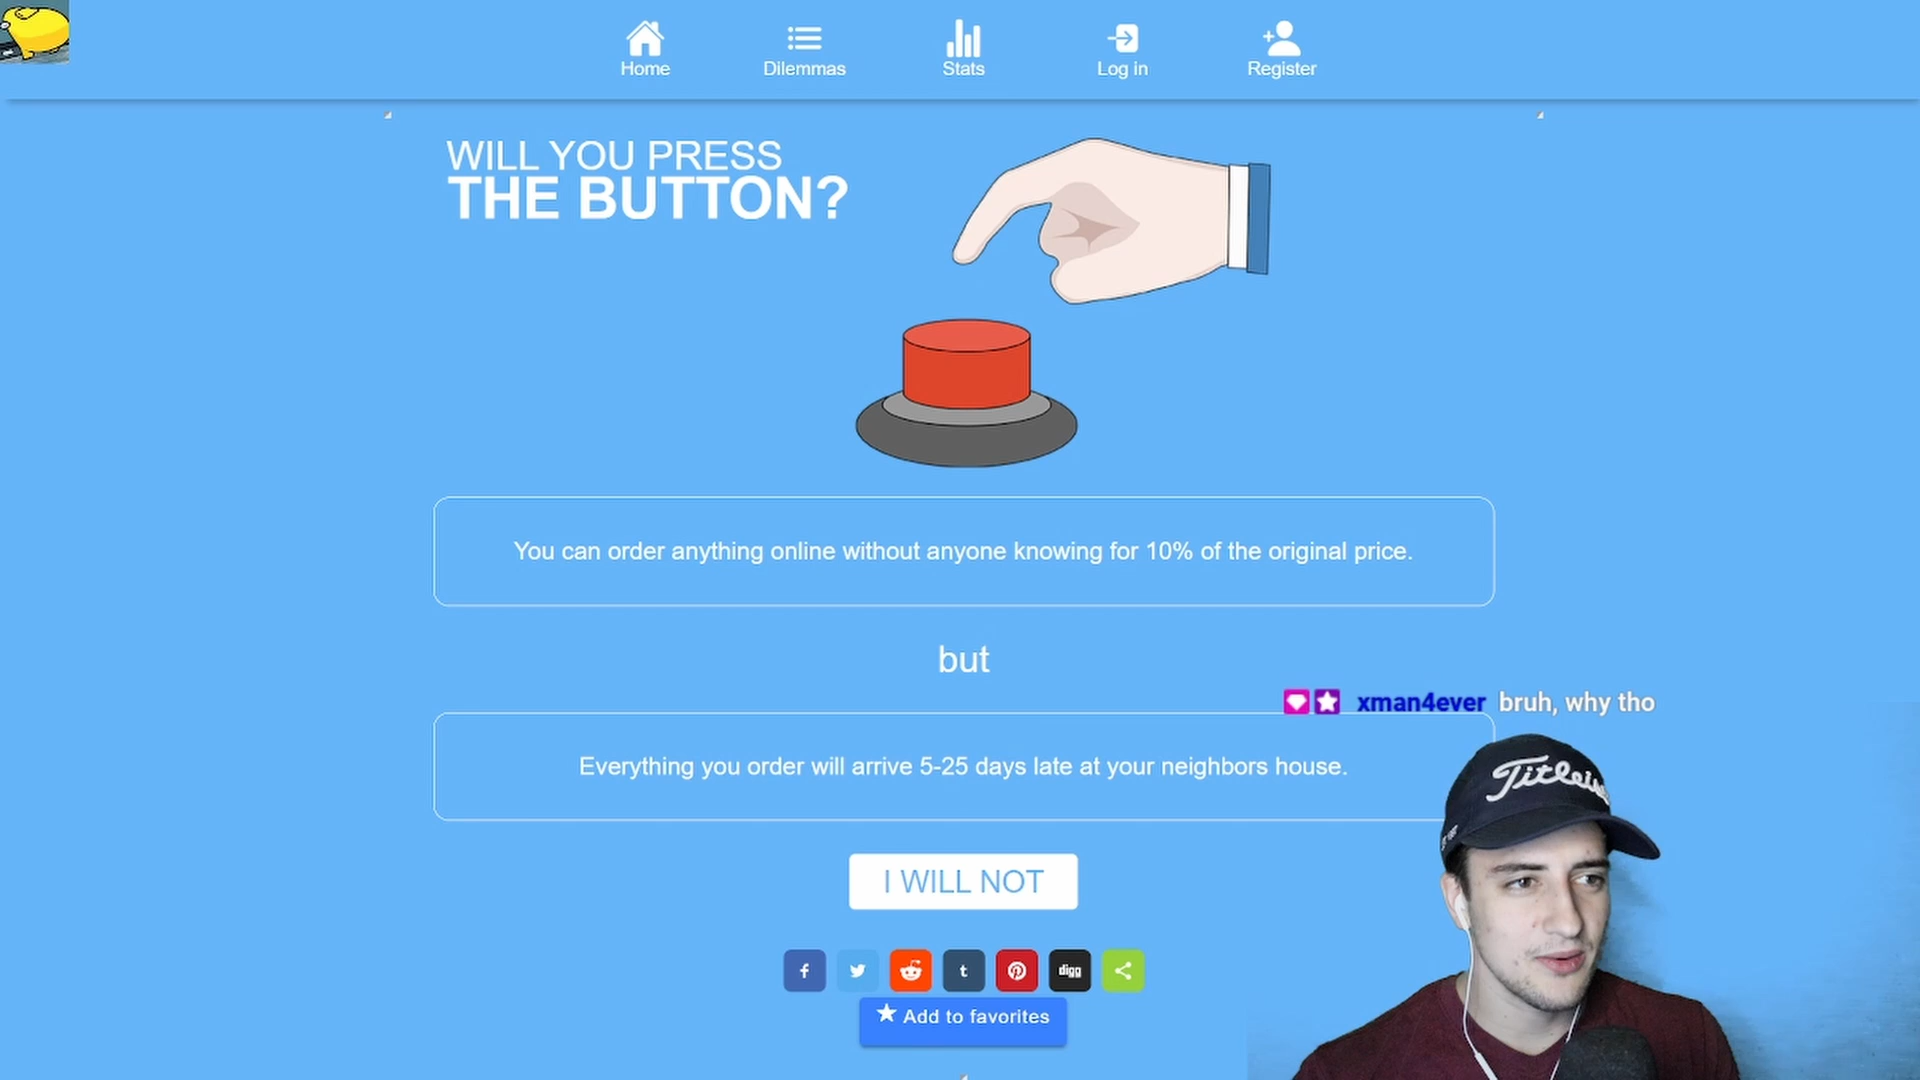 Home
Dilemmas
Stats
Log in
Register
WILL YOU PRESS
THE BUTTON?
You can order anything online without anyone knowing for 10% of the original price.
but
xman4ever bruh, why tho
Everything you order will arrive 5-25 days late at your neighbors house.
I WILL NOT
f
t
digg
Add to favorites